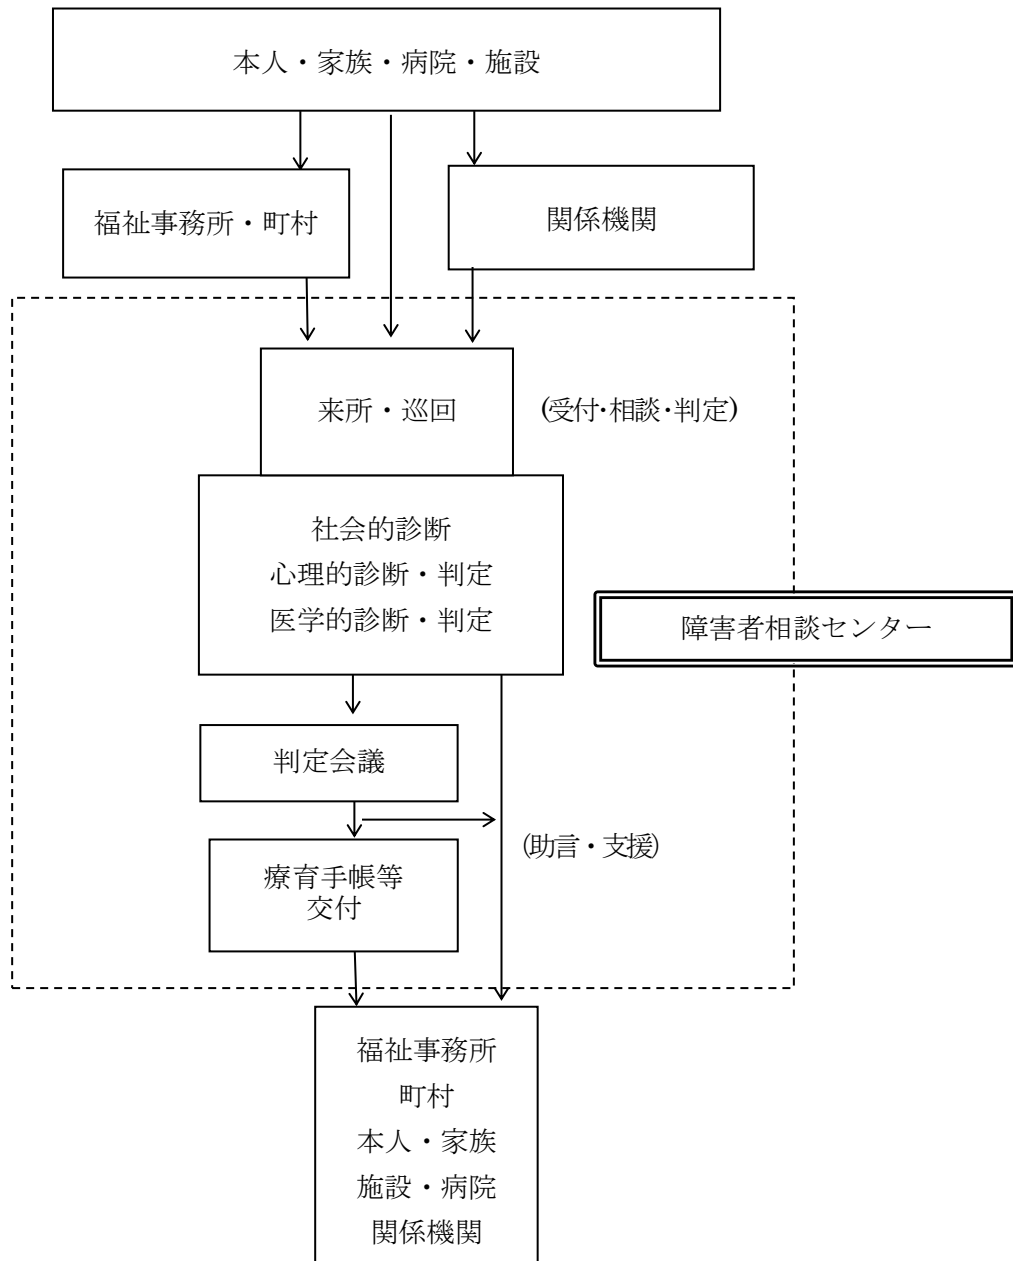 本人・家族・病院・施設
福祉事務所・町村
関係機関
来所・巡回
(受付・相談・判定)
社会的診断
心理的診断・判定
医学的診断・判定
障害者相談センター
判定会議
(助言・支援)
療育手帳等
交付
福祉事務所
町村
本人・家族
施設・病院
関係機関